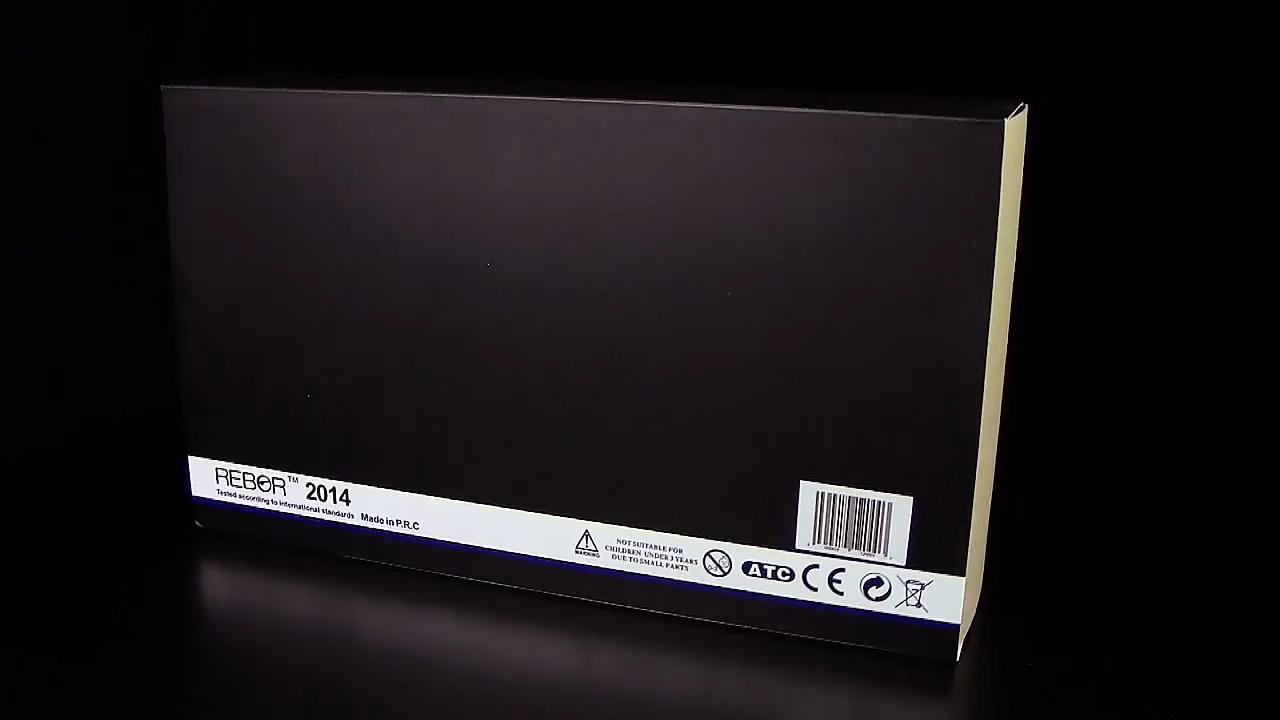 REBOR™ 2014
Tested according to international standards Made in P.R.C
WARNING
NOT SUITABLE FOR
CHILDREN UNDER 3 YEARS
DUE TO SMALL PARTS
ATC CE